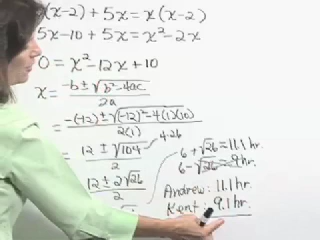 (x-2) + 5x = x(x-2)
5x-10 + 5x = x²-2x
0 = x²-12x+10
x = -b ± √b²-4ac / 2a
= -(-12) ± √(-12)²-4(1)(10) / 2(1)
= 12 ± √104 / 2
4·26
12 ± 2√26 / 2
6 + √26 = 11.1 hr.
6 - √26 = .9 hr.
Andrew: 11.1 hr.
Kent: 9.1 hr.